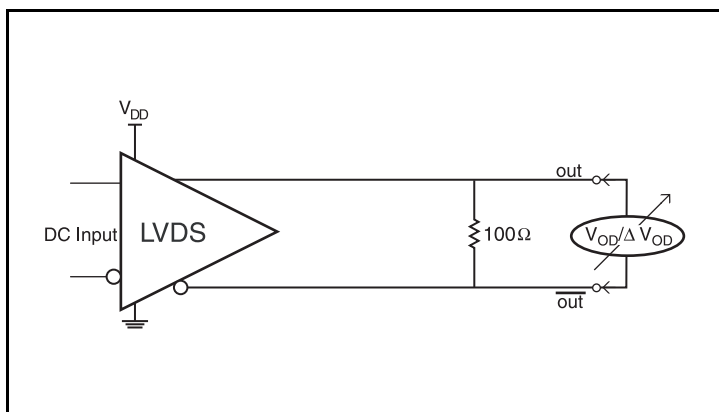 VDD
out
DC Input
LVDS
100Ω
VOD/Δ VOD
out